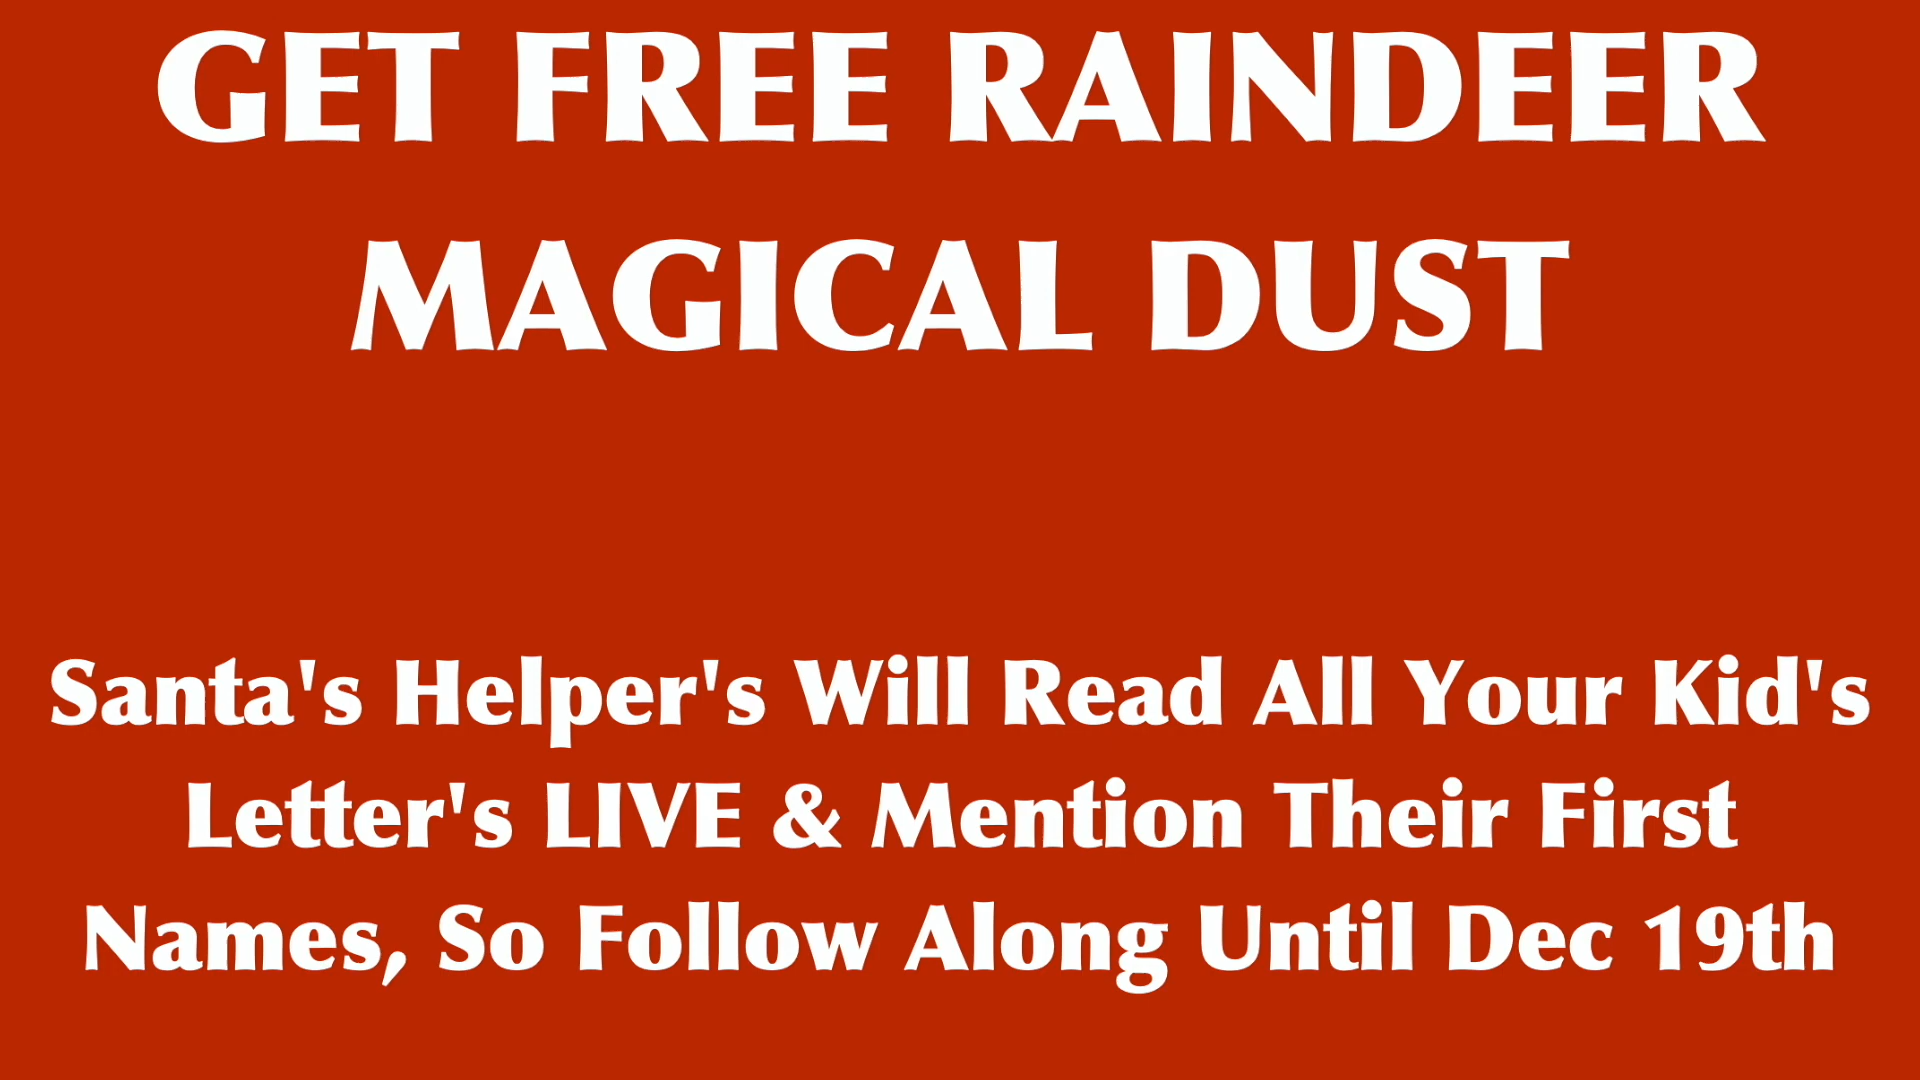 GET FREE RAINDEER
MAGICAL DUST
Santa's Helper's Will Read All Your Kid's
Letter's LIVE & Mention Their First
Names, So Follow Along Until Dec 19th